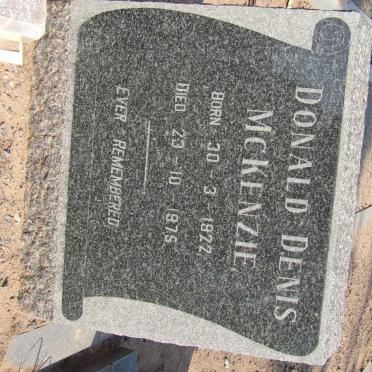 DONALD DENIS
MCKENZIE
BORN 30 - 3 - 1922
DIED 23 - 10 - 1975
EVER REMEMBERED